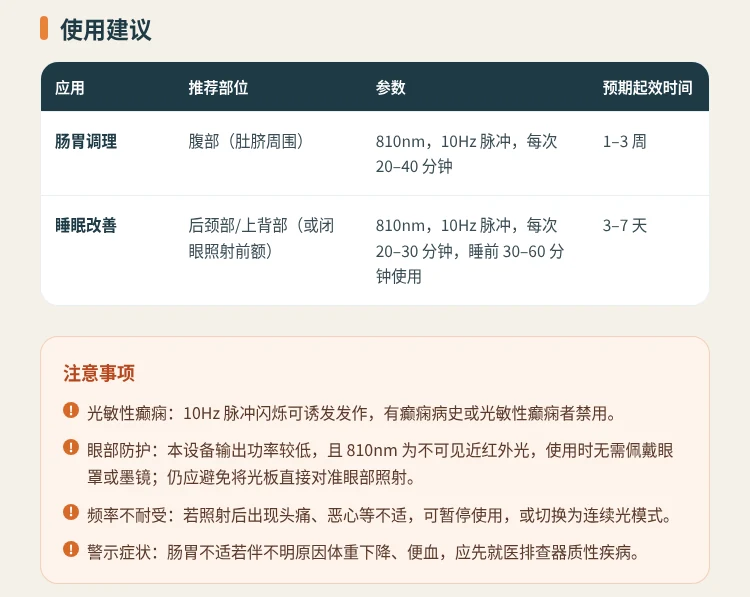 使用建议
应用 推荐部位 参数 预期起效时间
肠胃调理 腹部（肚脐周围） 810nm，10Hz 脉冲，每次 1–3 周
20–40 分钟
睡眠改善 后颈部/上背部（或闭 810nm，10Hz 脉冲，每次 3–7 天
眼照射前额） 20–30 分钟，睡前 30–60 分
钟使用
注意事项
光敏性癫痫：10Hz 脉冲闪烁可诱发发作，有癫痫病史或光敏性癫痫者禁用。
眼部防护：本设备输出功率较低，且 810nm 为不可见近红外光，使用时无需佩戴眼
罩或墨镜；仍应避免将光板直接对准眼部照射。
频率不耐受：若照射后出现头痛、恶心等不适，可暂停使用，或切换为连续光模式。
警示症状：肠胃不适若伴不明原因体重下降、便血，应先就医排查器质性疾病。